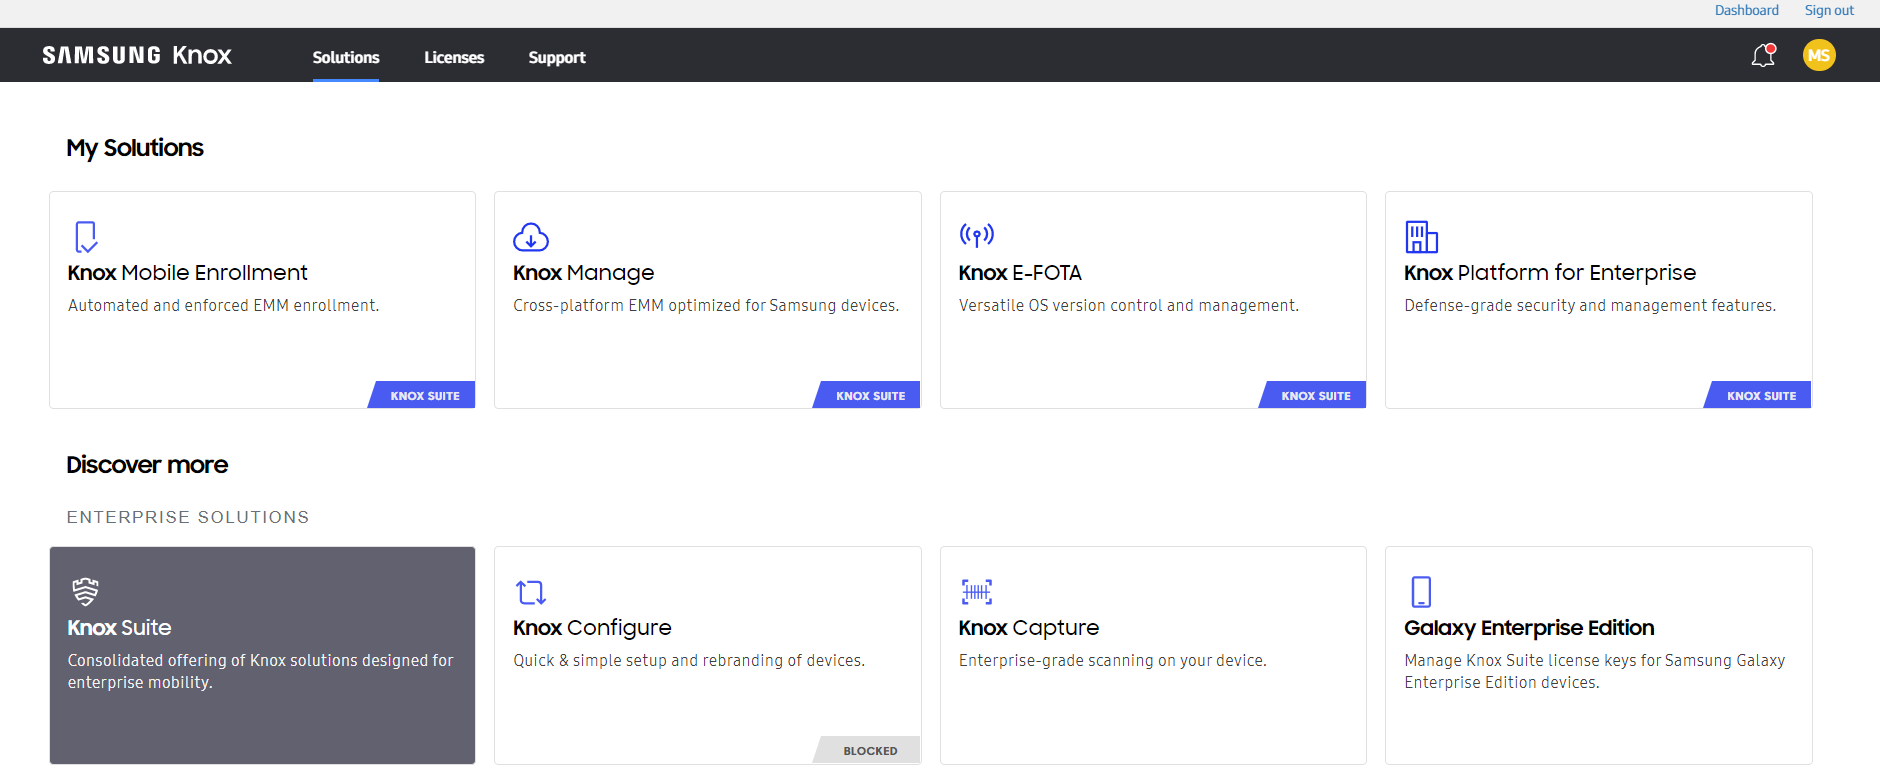 Dashboard
Sign out
SAMSUNG Knox
Solutions
Licenses
Support
MS
My Solutions
Knox Mobile Enrollment
Automated and enforced EMM enrollment.
KNOX SUITE
Knox Manage
Cross-platform EMM optimized for Samsung devices.
KNOX SUITE
Knox E-FOTA
Versatile OS version control and management.
KNOX SUITE
Knox Platform for Enterprise
Defense-grade security and management features.
KNOX SUITE
Discover more
ENTERPRISE SOLUTIONS
Knox Suite
Consolidated offering of Knox solutions designed for
enterprise mobility.
Knox Configure
Quick & simple setup and rebranding of devices.
BLOCKED
Knox Capture
Enterprise-grade scanning on your device.
Galaxy Enterprise Edition
Manage Knox Suite license keys for Samsung Galaxy
Enterprise Edition devices.